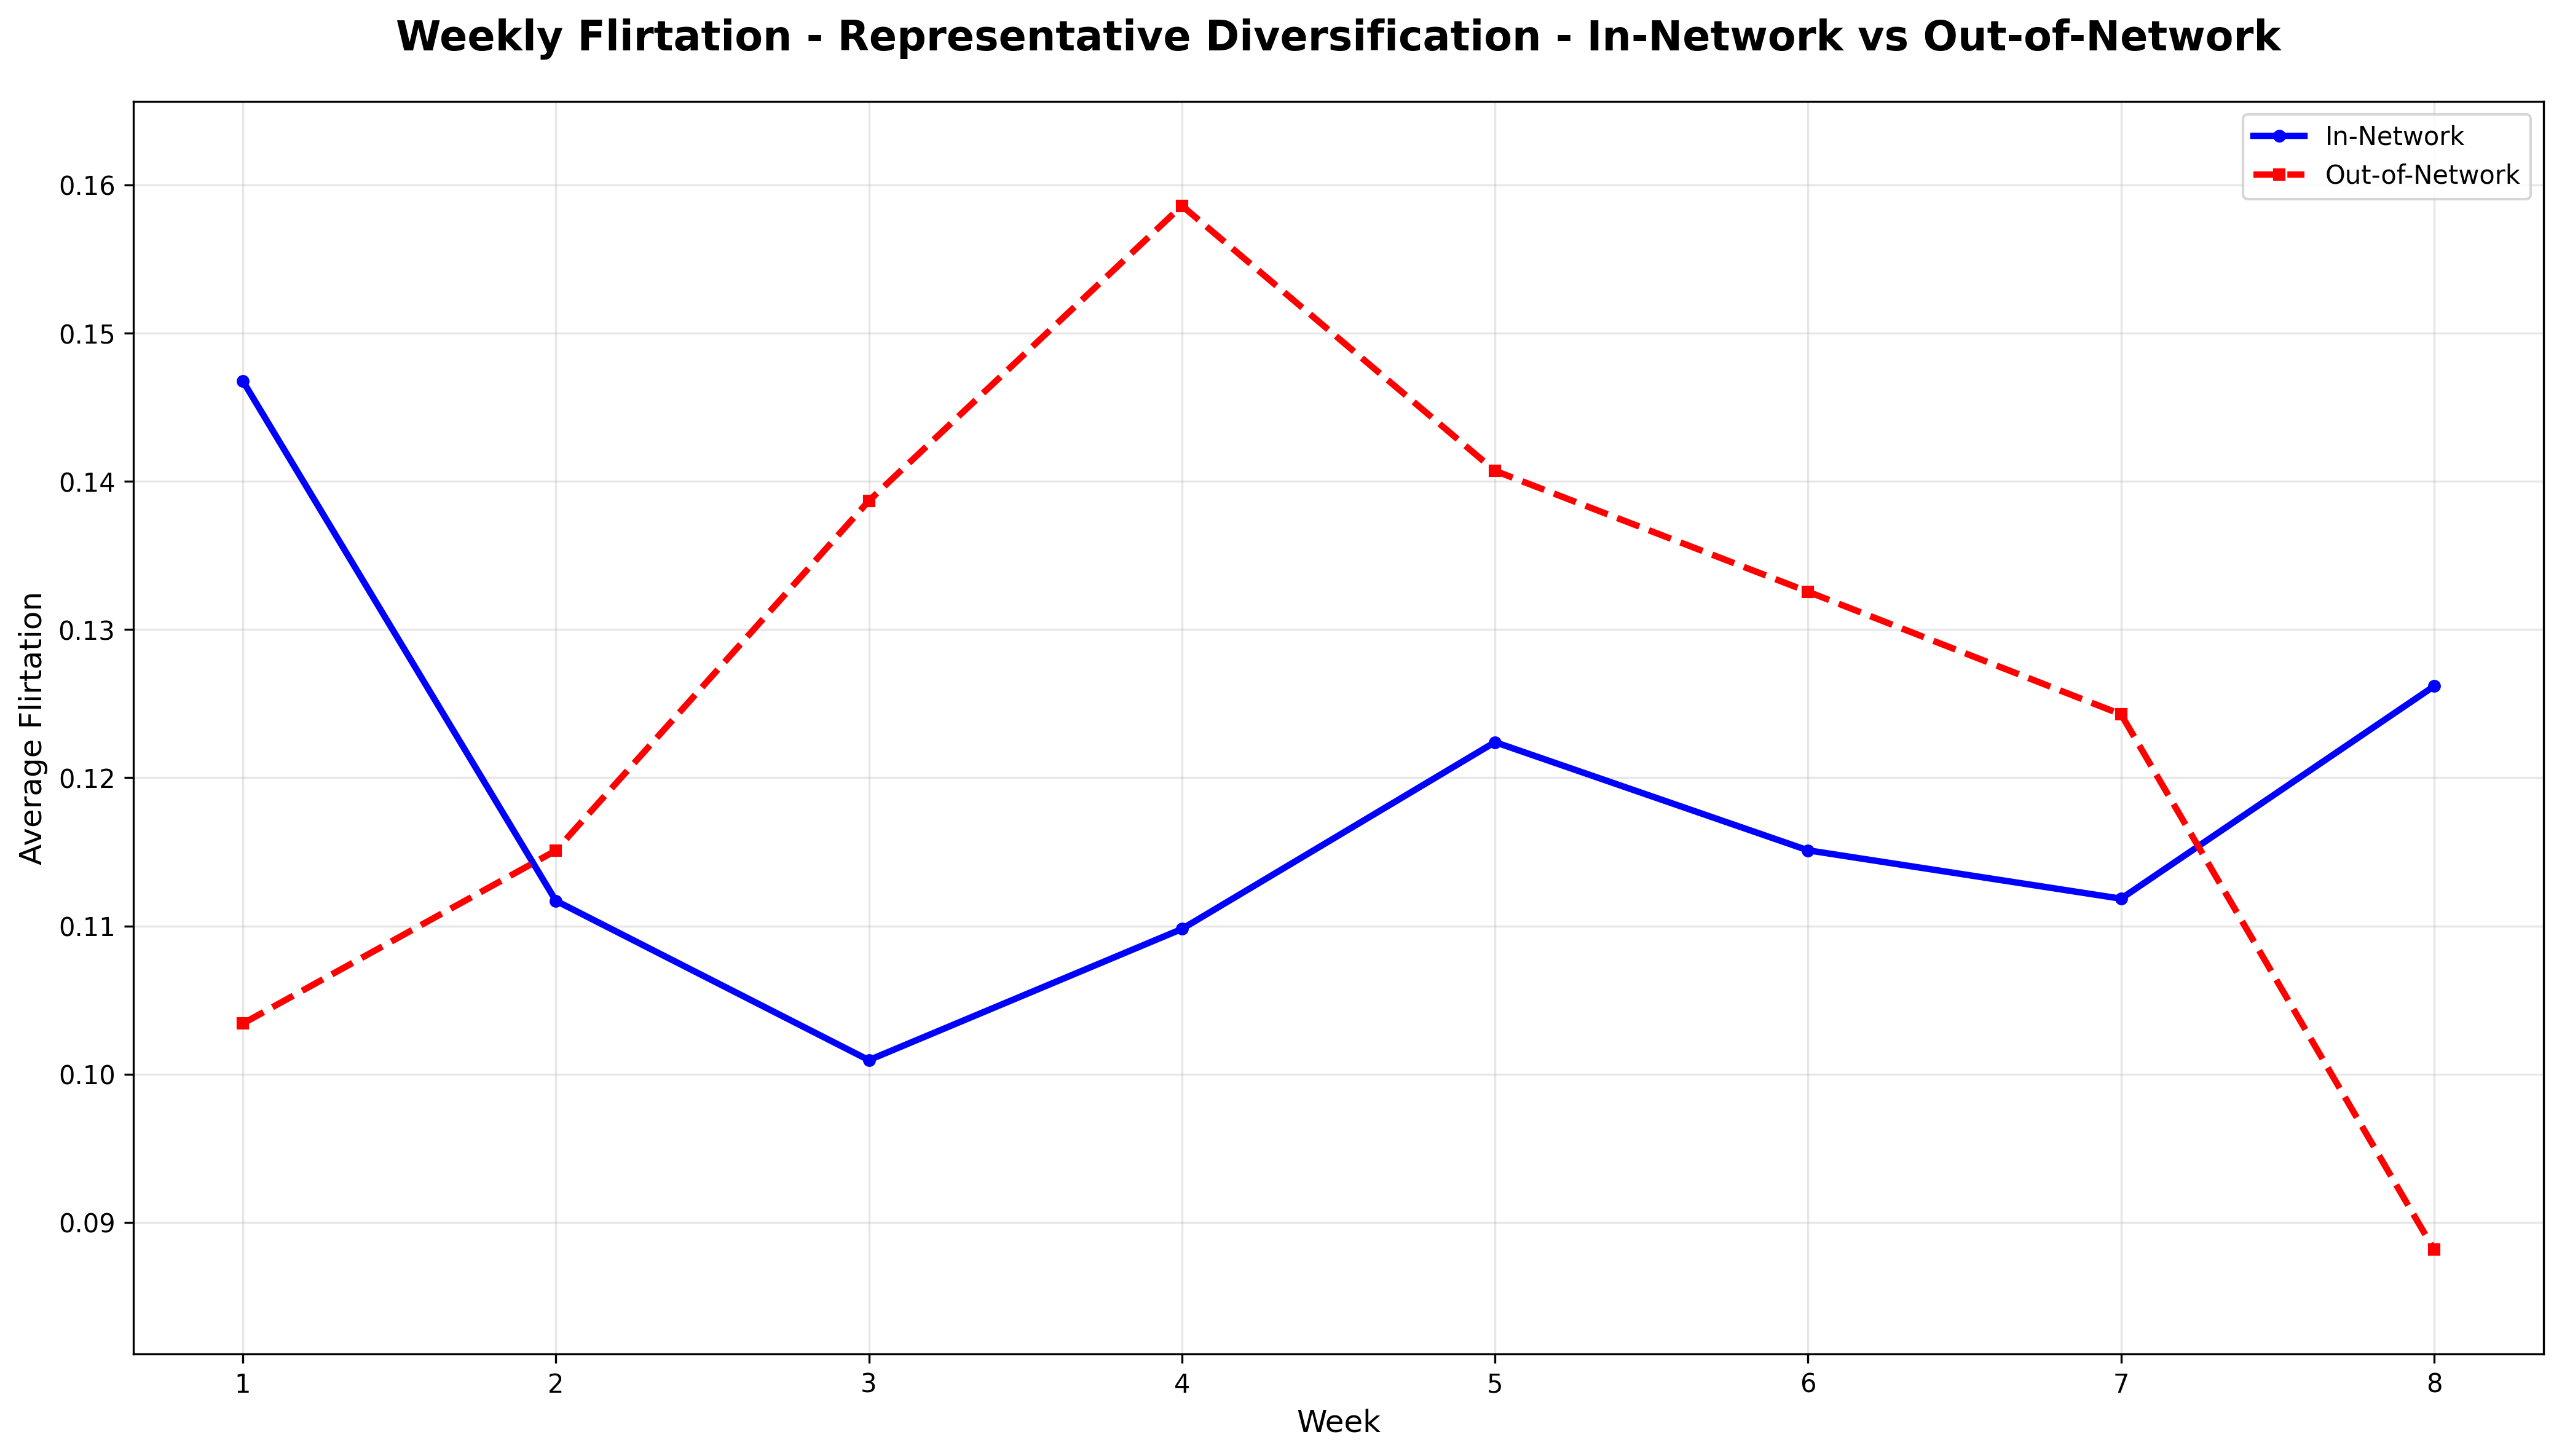 Weekly Flirtation - Representative Diversification - In-Network vs Out-of-Network
In-Network
Out-of-Network
0.16
0.15
0.14
0.13
0.12
0.11
0.10
0.09
Average Flirtation
1 2 3 4 5 6 7 8
Week